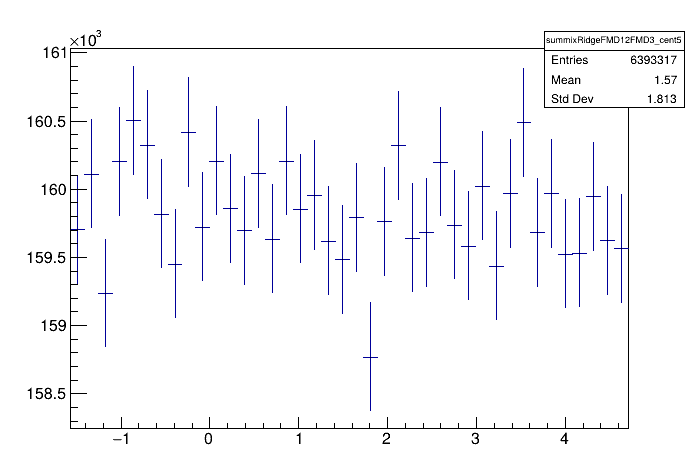 ×10³
161
160.5
160
159.5
159
158.5
−1 0 1 2 3 4
summixRidgeFMD12FMD3_cent5
Entries 6393317
Mean 1.57
Std Dev 1.813